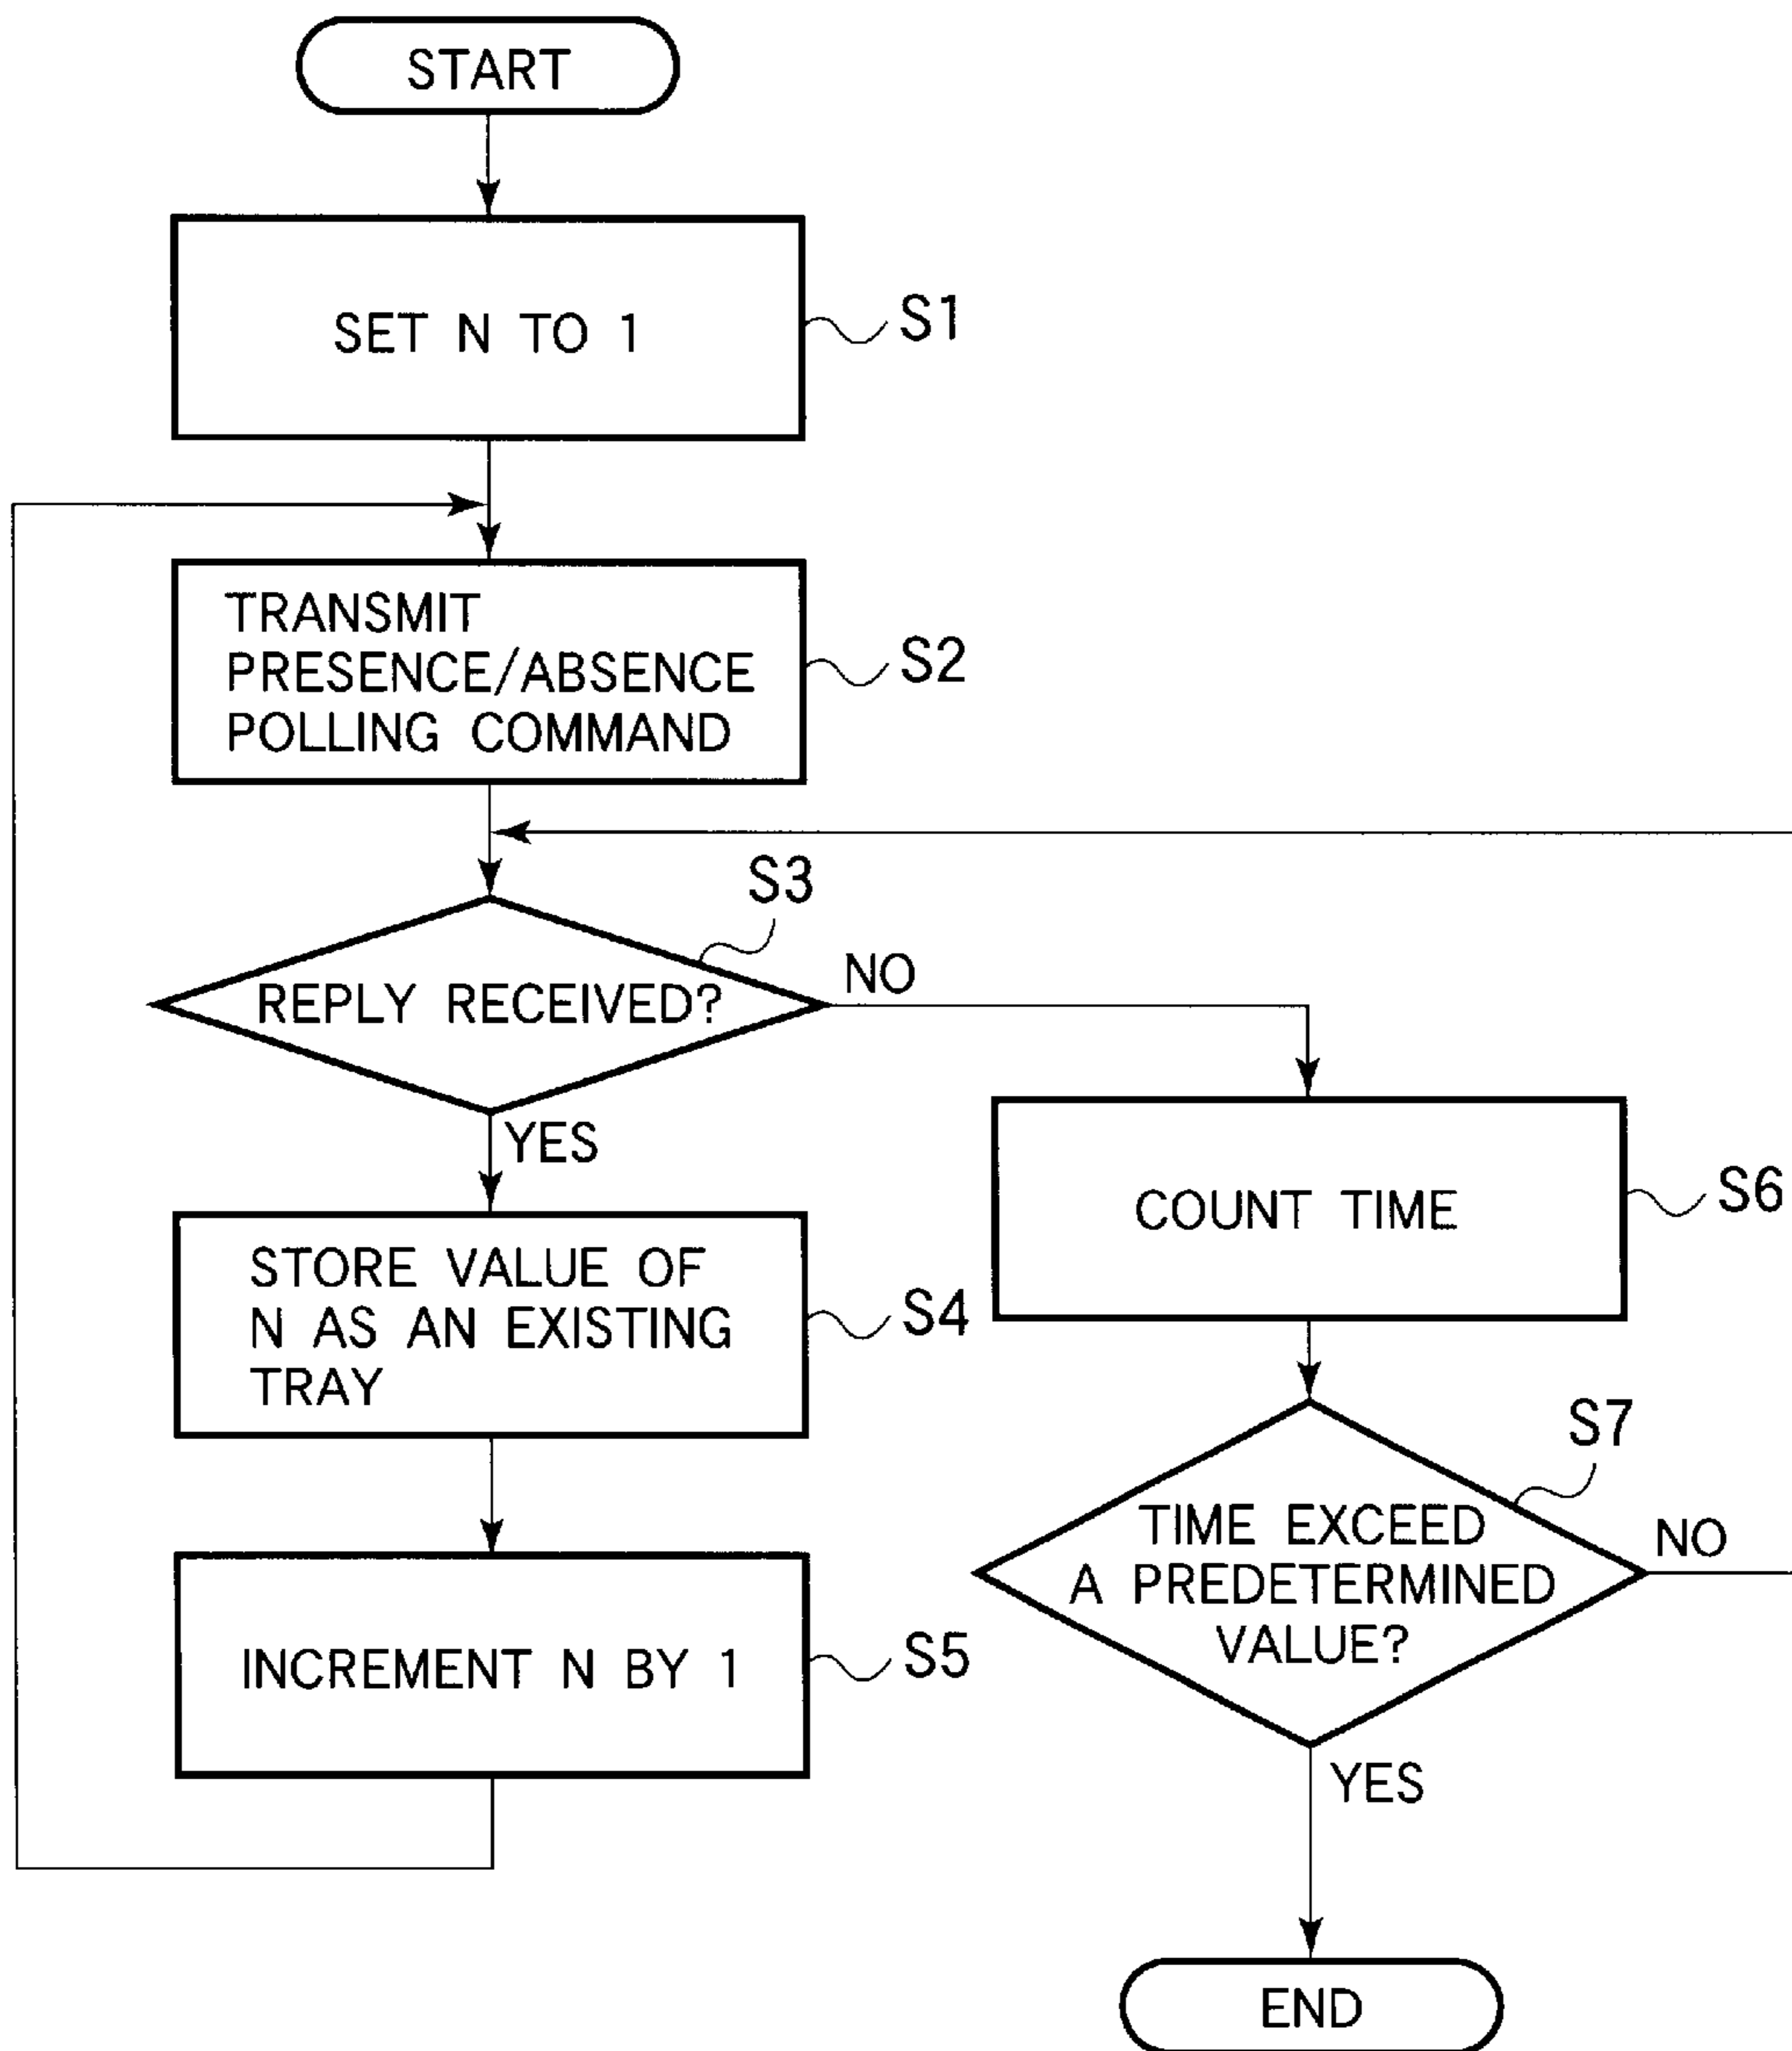 START
SET N TO 1
S1
TRANSMIT
PRESENCE/ABSENCE
POLLING COMMAND
S2
S3
REPLY RECEIVED?
NO
YES
STORE VALUE OF
N AS AN EXISTING
TRAY
S4
INCREMENT N BY 1
S5
COUNT TIME
S6
S7
TIME EXCEED
A PREDETERMINED
VALUE?
NO
YES
END